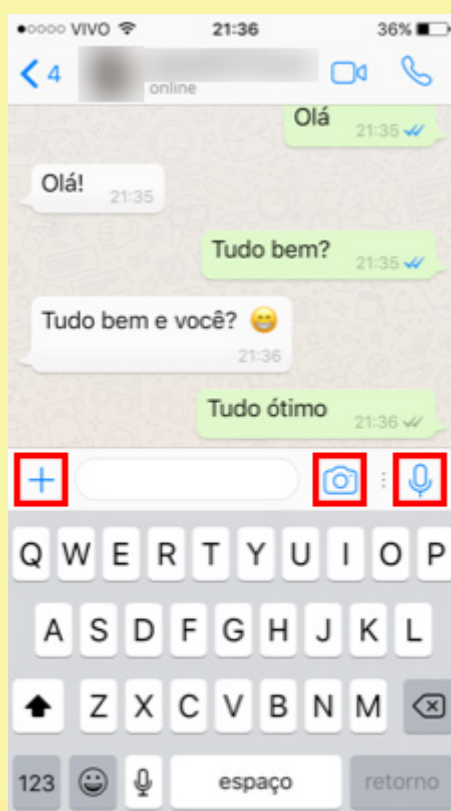 VIVO 21:36 36%
4
online
Olá 21:35
Olá! 21:35
Tudo bem? 21:35
Tudo bem e você? 😁
21:36
Tudo ótimo 21:36
Q W E R T Y U I O P
A S D F G H J K L
Z X C V B N M
123 espaço retorno